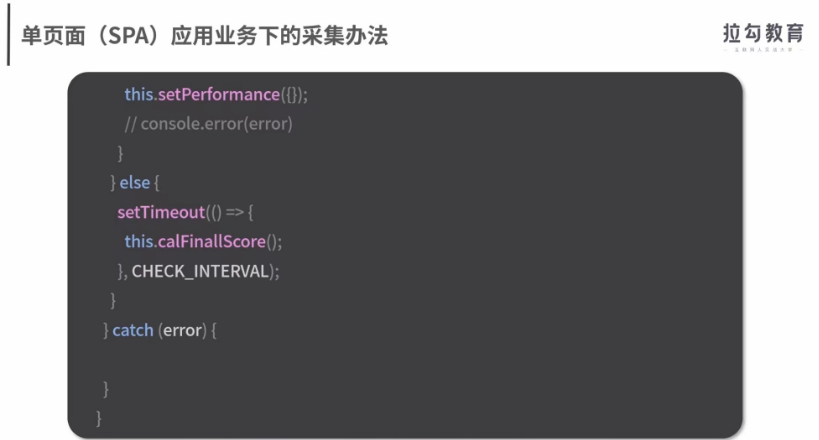 单页面（SPA）应用业务下的采集办法
拉勾教育
this.setPerformance({});
// console.error(error)
}
} else {
setTimeout(() => {
this.calFinallScore();
}, CHECK_INTERVAL);
}
} catch (error) {
}
}